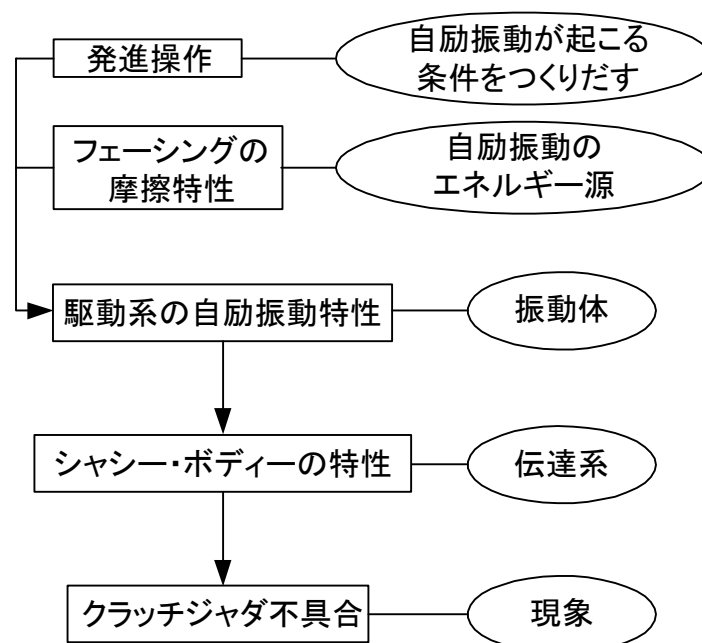 発進操作
自励振動が起こる
条件をつくりだす
フェーシングの
摩擦特性
自励振動の
エネルギー源
駆動系の自励振動特性
振動体
シャシー・ボディーの特性
伝達系
クラッチジャダ不具合
現象